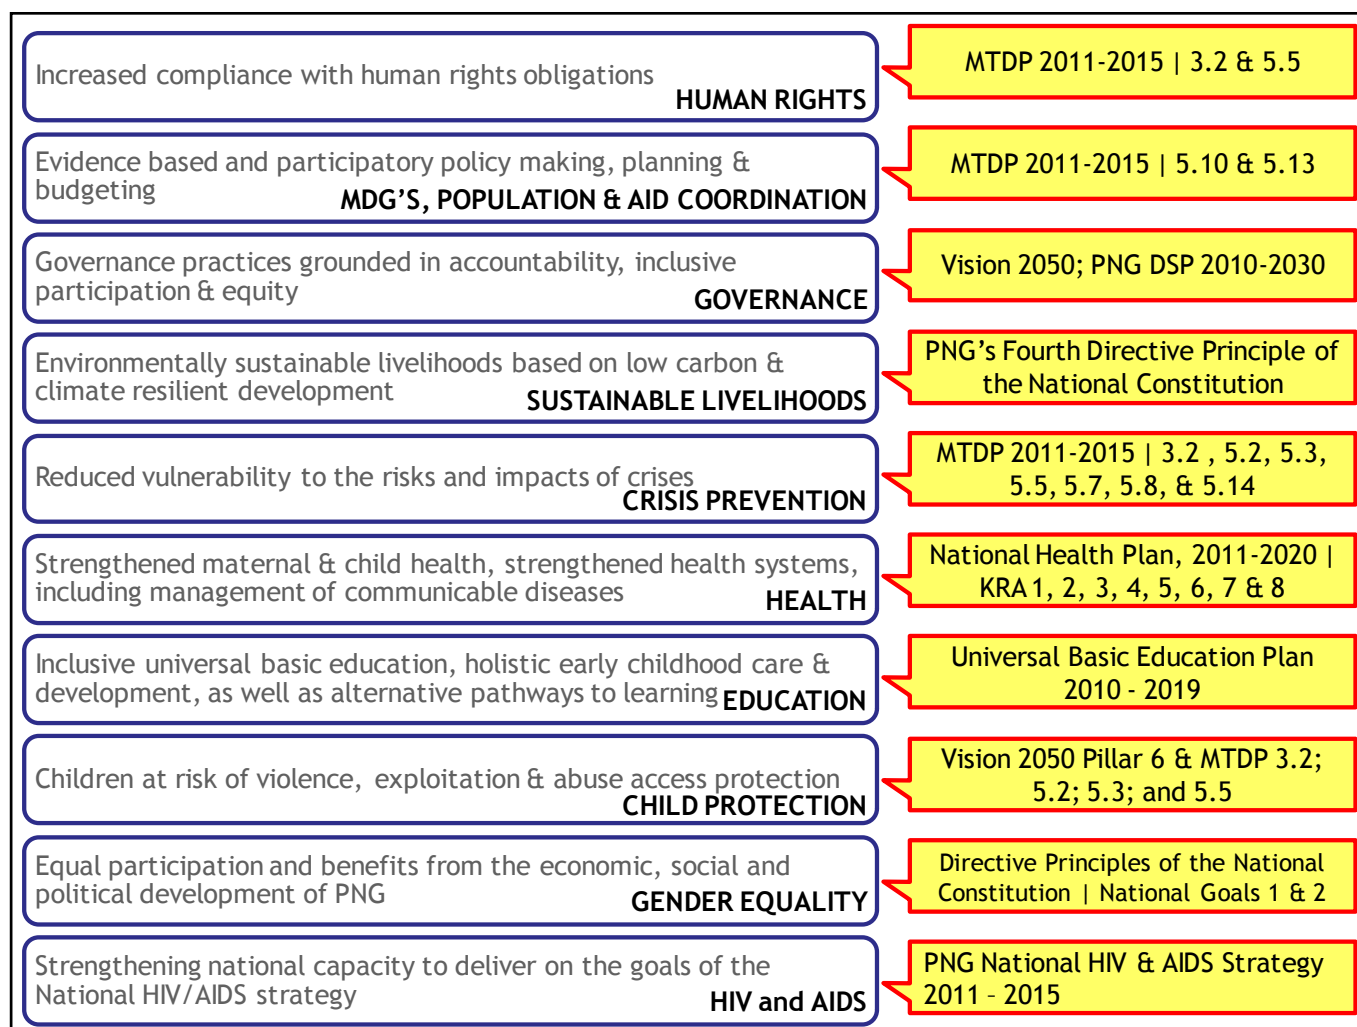 Increased compliance with human rights obligations
HUMAN RIGHTS
MTDP 2011-2015 | 3.2 & 5.5
Evidence based and participatory policy making, planning &
budgeting
MDG'S, POPULATION & AID COORDINATION
MTDP 2011-2015 | 5.10 & 5.13
Governance practices grounded in accountability, inclusive
participation & equity
GOVERNANCE
Vision 2050; PNG DSP 2010-2030
Environmentally sustainable livelihoods based on low carbon &
climate resilient development
SUSTAINABLE LIVELIHOODS
PNG's Fourth Directive Principle of
the National Constitution
Reduced vulnerability to the risks and impacts of crises
CRISIS PREVENTION
MTDP 2011-2015 | 3.2 , 5.2, 5.3,
5.5, 5.7, 5.8, & 5.14
Strengthened maternal & child health, strengthened health systems,
including management of communicable diseases
HEALTH
National Health Plan, 2011-2020 |
KRA 1, 2, 3, 4, 5, 6, 7 & 8
Inclusive universal basic education, holistic early childhood care &
development, as well as alternative pathways to learning
EDUCATION
Universal Basic Education Plan
2010 - 2019
Children at risk of violence, exploitation & abuse access protection
CHILD PROTECTION
Vision 2050 Pillar 6 & MTDP 3.2;
5.2; 5.3; and 5.5
Equal participation and benefits from the economic, social and
political development of PNG
GENDER EQUALITY
Directive Principles of the National
Constitution | National Goals 1 & 2
Strengthening national capacity to deliver on the goals of the
National HIV/AIDS strategy
HIV and AIDS
PNG National HIV & AIDS Strategy
2011 – 2015